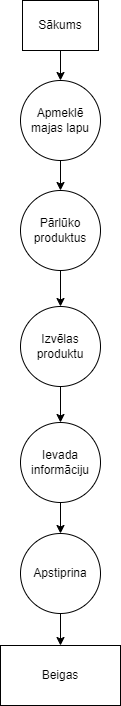 Sākums
Apmeklē
majas lapu
Pārlūko
produktus
Izvēlas
produktu
Ievada
informāciju
Apstiprina
Beigas